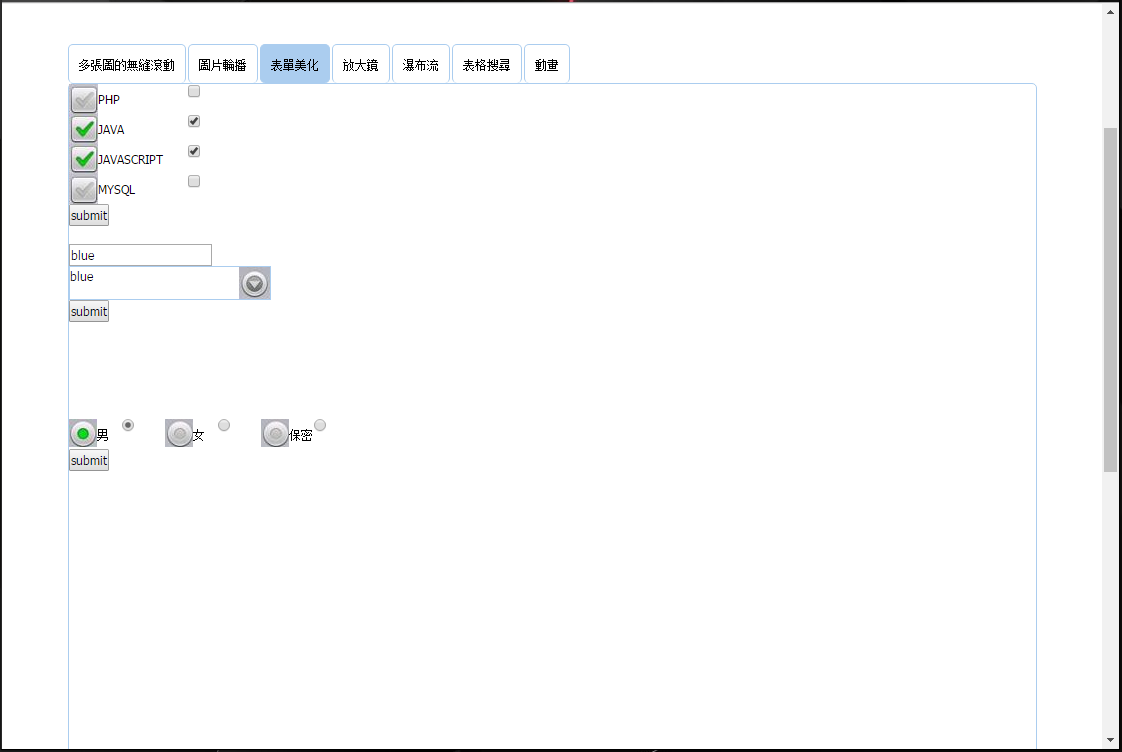 多張圖的無縫滾動 圖片輪播 表單美化 放大鏡 瀑布流 表格搜尋 動畫
PHP
JAVA
JAVASCRIPT
MYSQL
submit
blue
blue
submit
男 女 保密
submit